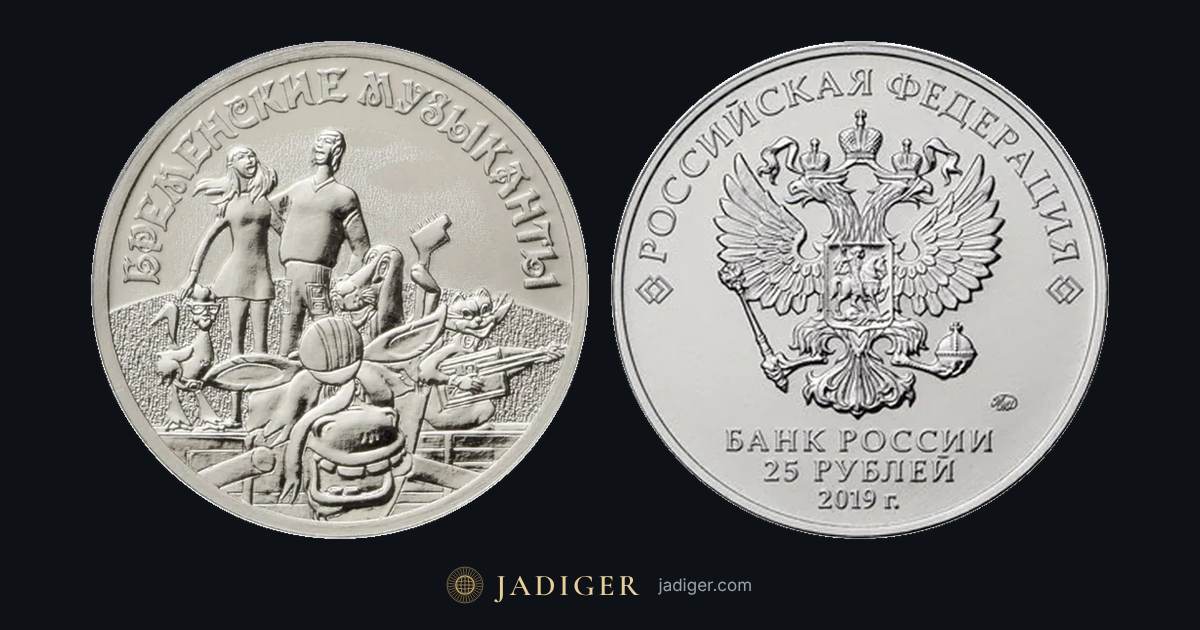 БРЕМЕНСКИЕ МУЗЫКАНТЫ
РОССИЙСКАЯ ФЕДЕРАЦИЯ
БАНК РОССИИ
25 РУБЛЕЙ
2019 г.
JADIGER jadiger.com